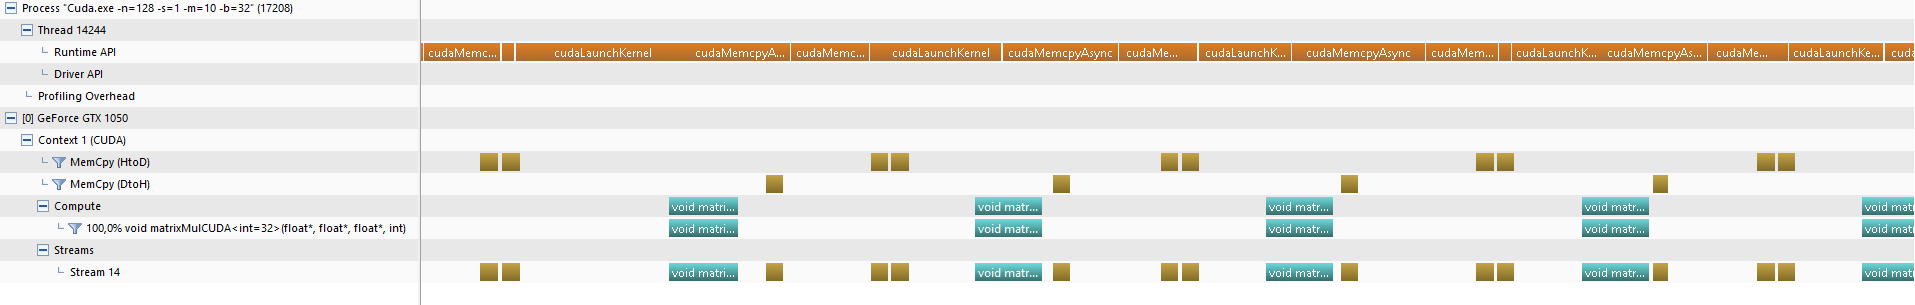 Process "Cuda.exe -n=128 -s=1 -m=10 -b=32" (17208)
Thread 14244
Runtime API cudaMemc... cudaLaunchKernel cudaMemcpyA... cudaMemc... cudaLaunchKernel cudaMemcpyAsync cudaMe... cudaLaunchK... cudaMemcpyAsync cudaMem... cudaLaunchK... cudaMemcpyAs... cudaMe... cudaLaunchKe... cud
Driver API
Profiling Overhead
[0] GeForce GTX 1050
Context 1 (CUDA)
MemCpy (HtoD)
MemCpy (DtoH)
Compute void matri... void matr... void matr... void matr... void matr
100,0% void matrixMulCUDA<int=32>(float*, float*, float*, int) void matri... void matr... void matr... void matr... void matr
Streams
Stream 14 void matri... void matr... void matr... void matr... void matr